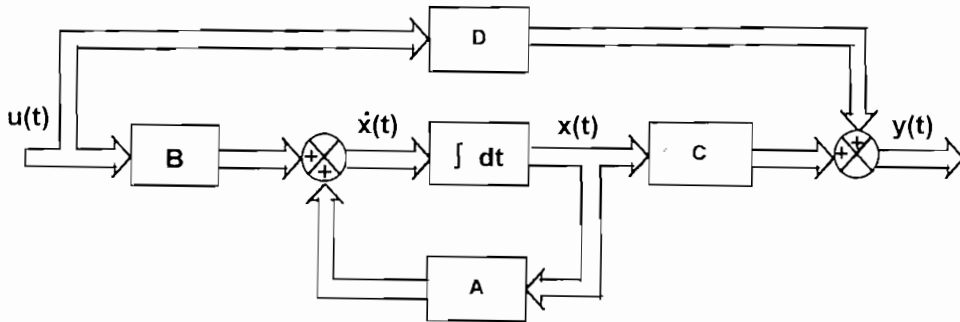 D
u(t)
ẋ(t)
x(t)
y(t)
B
+
+
∫ dt
C
+
+
A